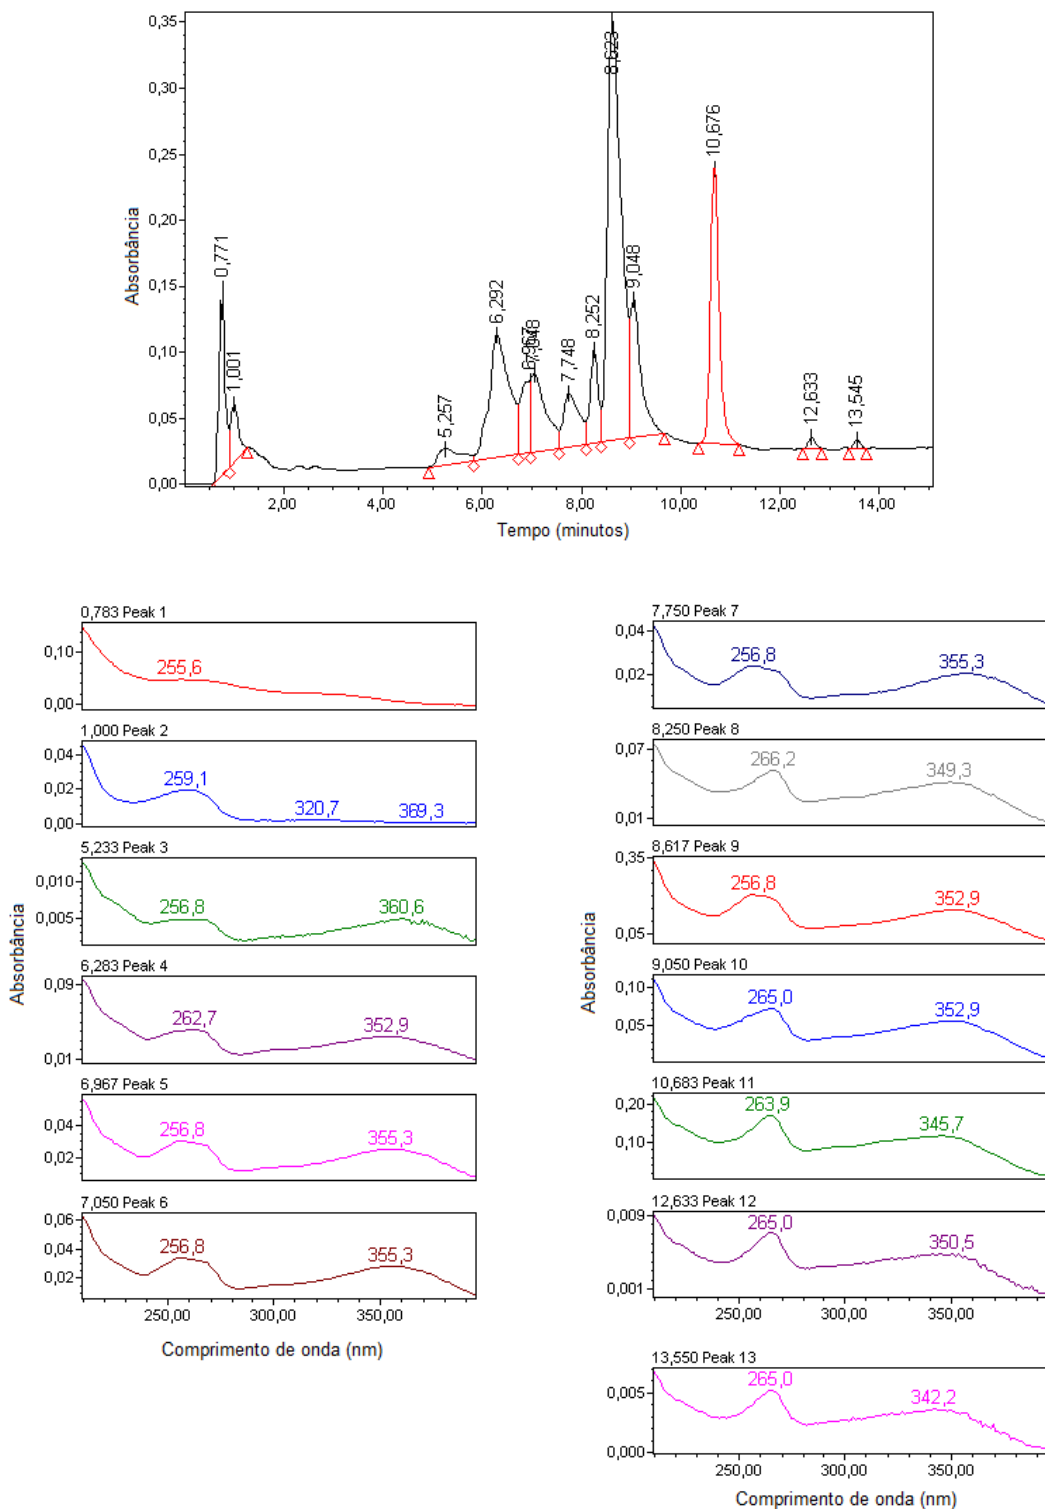 0,35
0,30
0,25
0,20
0,15
0,10
0,05
0,00
Absorbância
0,771
1,001
5,257
6,292
6,967
7,048
7,748
8,252
8,623
9,048
10,676
12,633
13,545
2,00 4,00 6,00 8,00 10,00 12,00 14,00
Tempo (minutos)
Absorbância
0,783 Peak 1
0,10
0,00
255,6
1,000 Peak 2
0,04
0,02
0,00
259,1 320,7 369,3
5,233 Peak 3
0,010
0,005
256,8 360,6
6,283 Peak 4
0,09
0,01
262,7 352,9
6,967 Peak 5
0,04
0,02
256,8 355,3
7,050 Peak 6
0,06
0,04
0,02
256,8 355,3
250,00 300,00 350,00
Comprimento de onda (nm)
Absorbância
7,750 Peak 7
0,04
0,02
256,8 355,3
8,250 Peak 8
0,07
0,01
266,2 349,3
8,617 Peak 9
0,35
0,05
256,8 352,9
9,050 Peak 10
0,10
0,05
265,0 352,9
10,683 Peak 11
0,20
0,10
263,9 345,7
12,633 Peak 12
0,009
0,001
265,0 350,5
250,00 300,00 350,00
13,550 Peak 13
0,005
0,000
265,0 342,2
250,00 300,00 350,00
Comprimento de onda (nm)